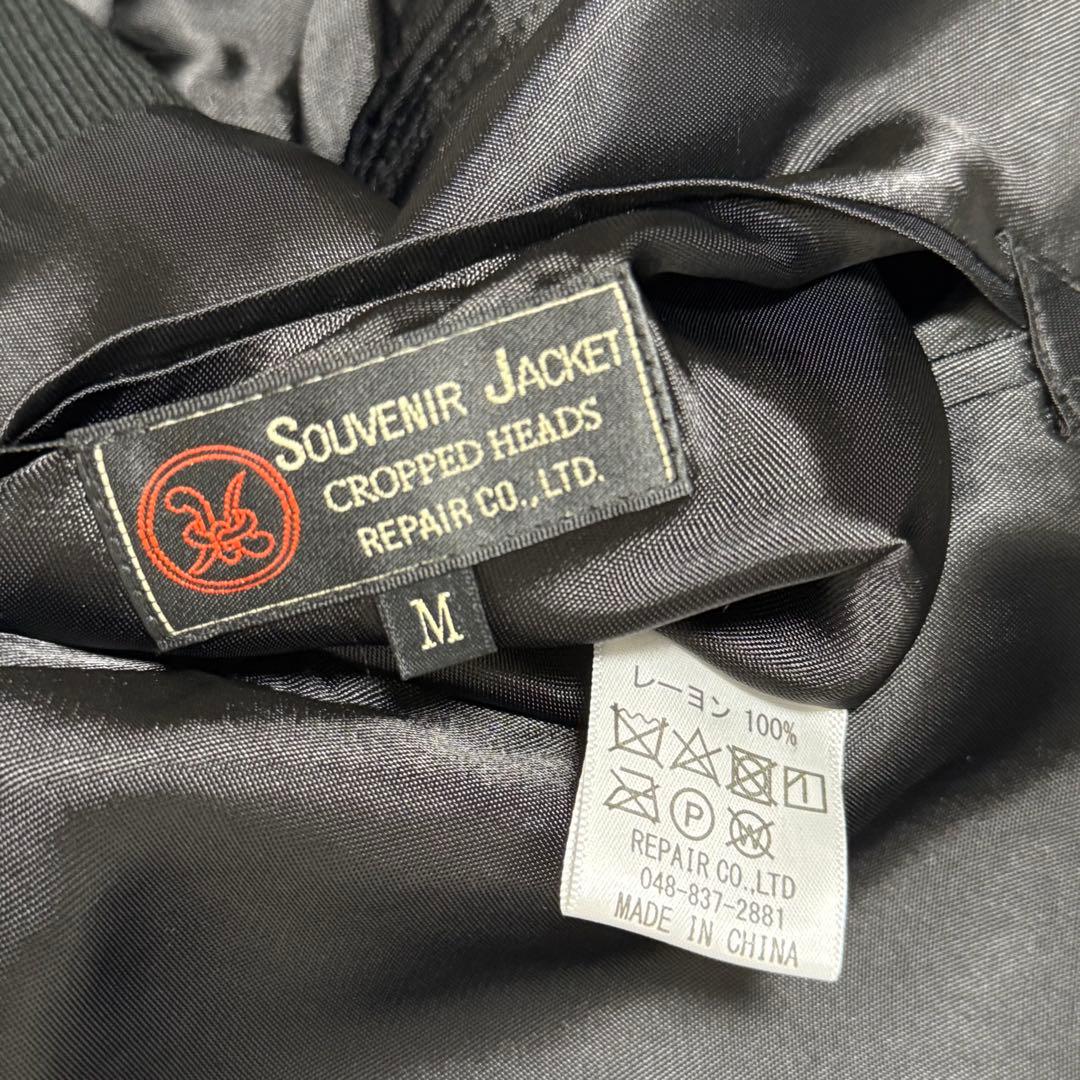 SOUVENIR JACKET
CROPPED HEADS
REPAIR CO.,LTD.
M
レーヨン 100%
P
W
REPAIR CO.,LTD
048-837-2881
MADE IN CHINA